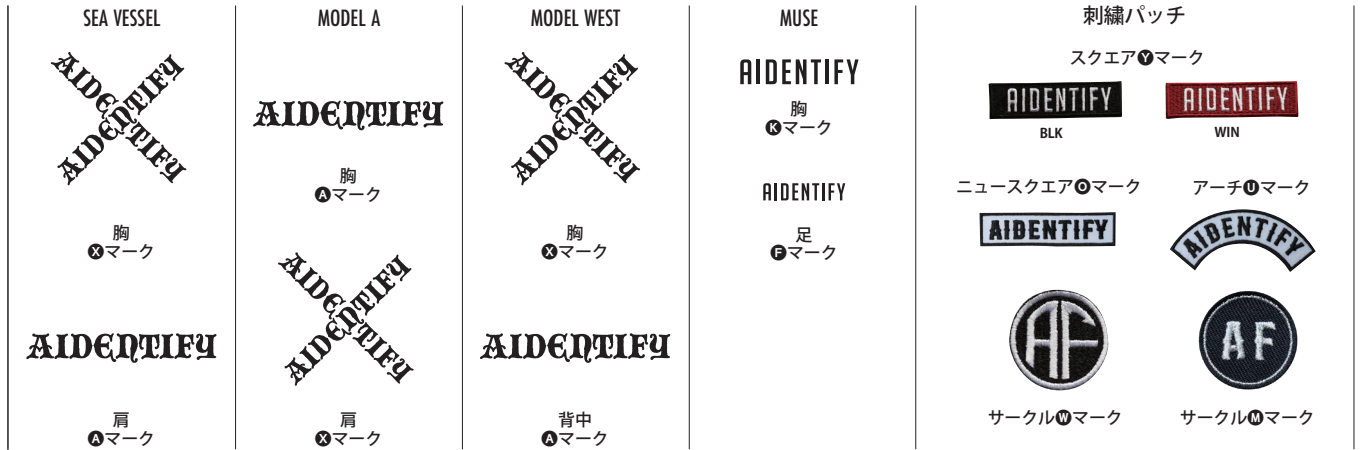 SEA VESSEL
AIDENTIFY
AIDENTIFY
胸
Ⓧマーク
AIDENTIFY
肩
Ⓐマーク
MODEL A
AIDENTIFY
胸
Ⓐマーク
AIDENTIFY
AIDENTIFY
肩
Ⓧマーク
MODEL WEST
AIDENTIFY
AIDENTIFY
胸
Ⓧマーク
AIDENTIFY
背中
Ⓐマーク
MUSE
AIDENTIFY
胸
Ⓚマーク
AIDENTIFY
足
Ⓕマーク
刺繍パッチ
スクエアⓎマーク
AIDENTIFY
BLK
AIDENTIFY
WIN
ニュースクエアⓄマーク
AIDENTIFY
アーチⓊマーク
AIDENTIFY
AF
サークルⓌマーク
AF
サークルⓂマーク